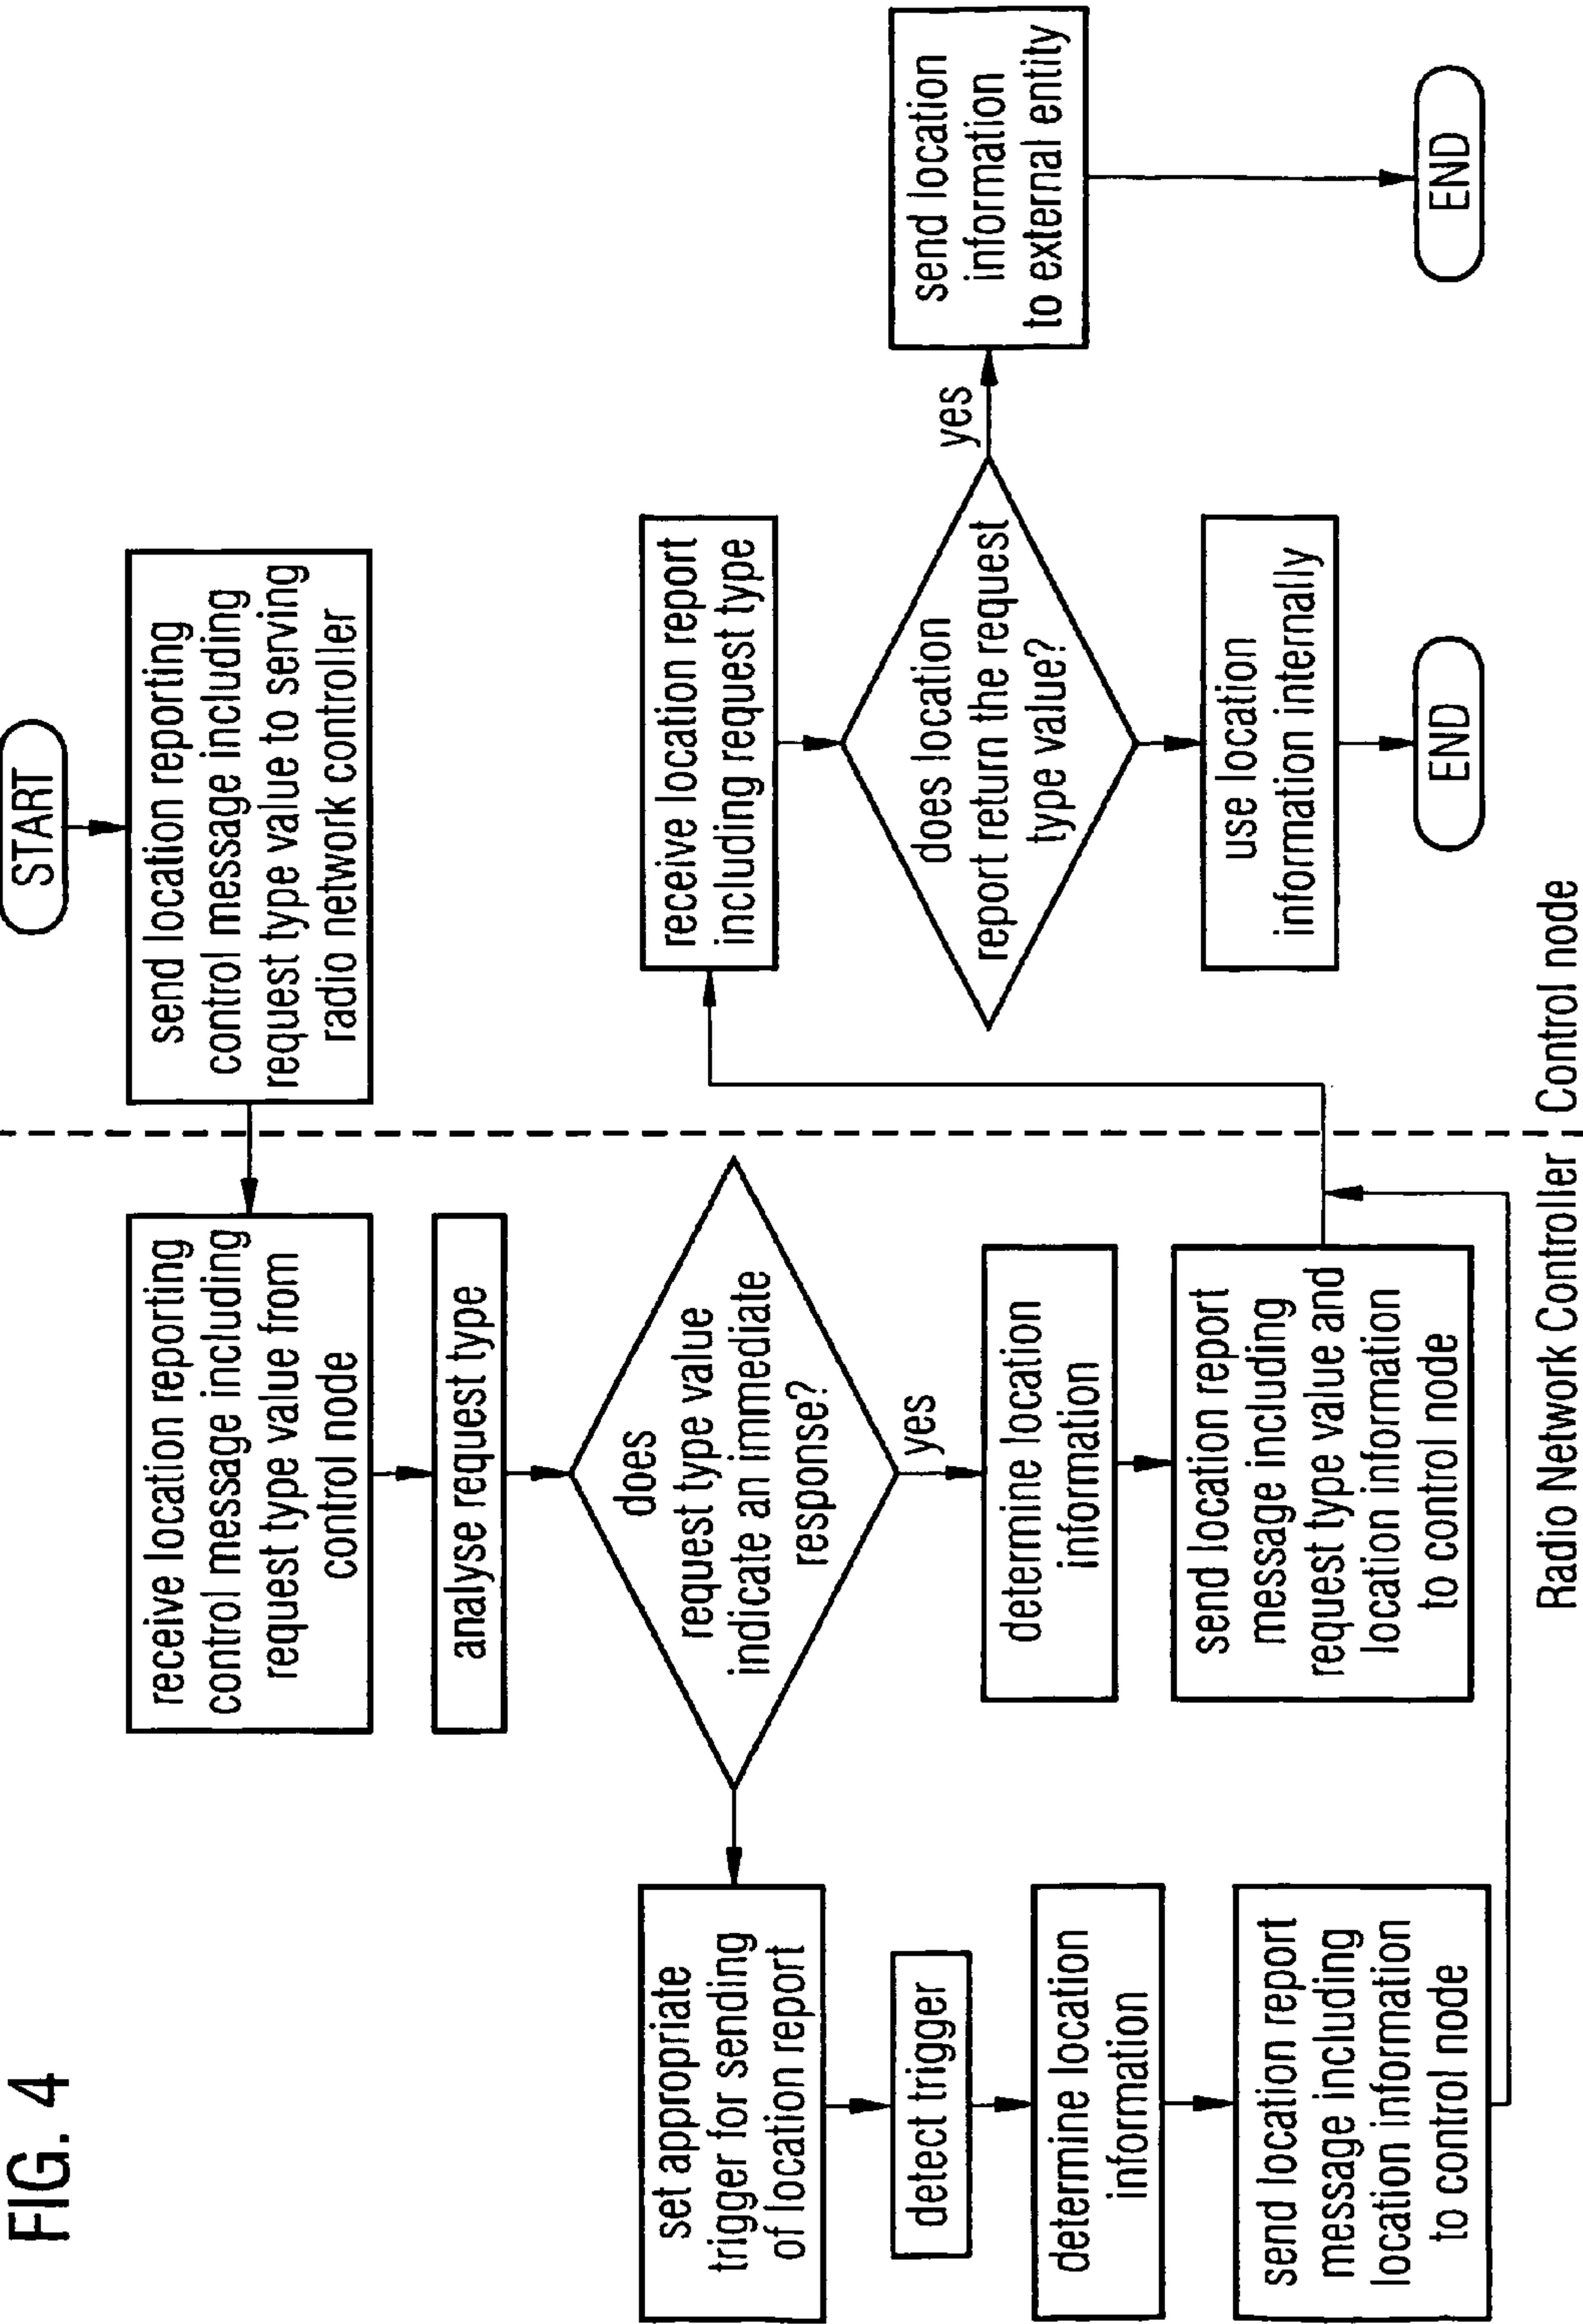 FIG. 4
START
send location reporting
control message including
request type value to serving
radio network controller
receive location reporting
control message including
request type value from
control node
analyse request type
does
request type value
indicate an immediate
response?
yes
determine location
information
send location report
message including
request type value and
location information
to control node
set appropriate
trigger for sending
of location report
detect trigger
determine location
information
send location report
message including
location information
to control node
receive location report
including request type
does location
report return the request
type value?
yes
send location
information
to external entity
END
use location
information internally
END
Radio Network Controller
Control node